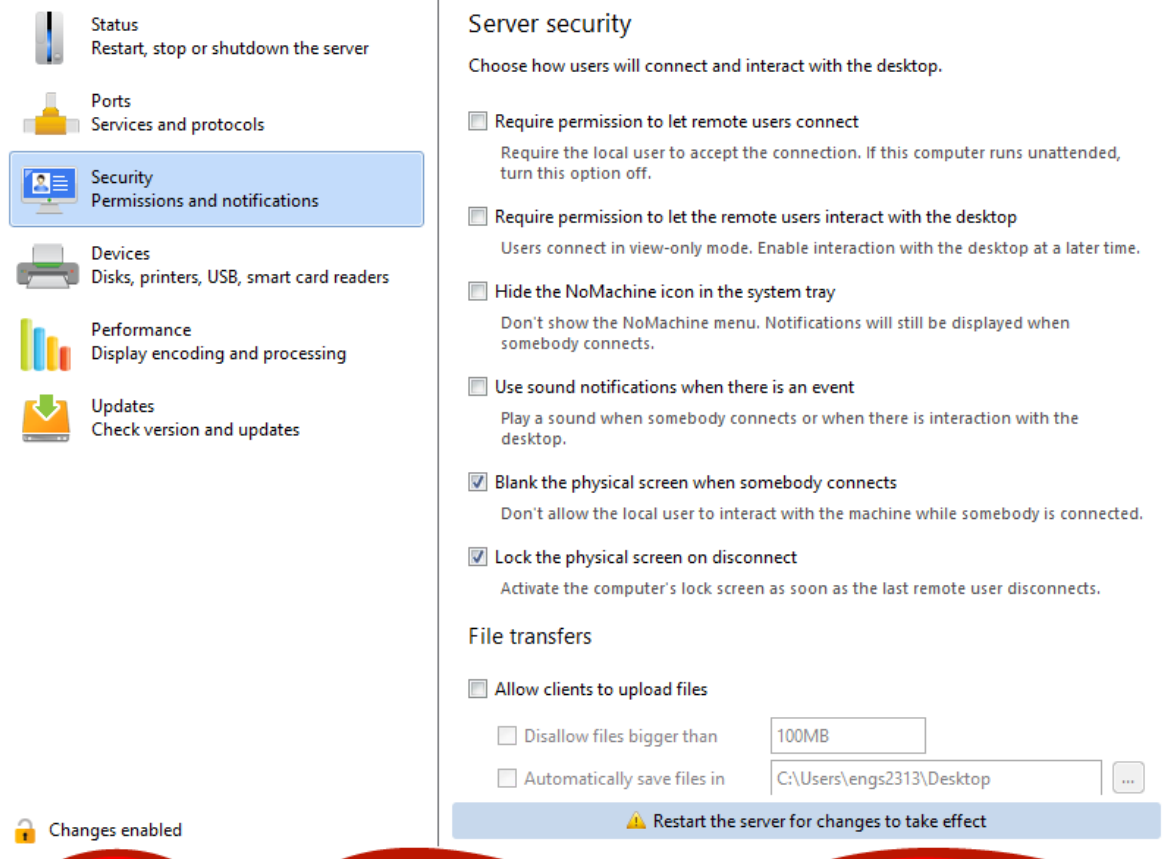 Status
Restart, stop or shutdown the server
Ports
Services and protocols
Security
Permissions and notifications
Devices
Disks, printers, USB, smart card readers
Performance
Display encoding and processing
Updates
Check version and updates
Changes enabled
Server security
Choose how users will connect and interact with the desktop.
Require permission to let remote users connect
Require the local user to accept the connection. If this computer runs unattended,
turn this option off.
Require permission to let the remote users interact with the desktop
Users connect in view-only mode. Enable interaction with the desktop at a later time.
Hide the NoMachine icon in the system tray
Don't show the NoMachine menu. Notifications will still be displayed when
somebody connects.
Use sound notifications when there is an event
Play a sound when somebody connects or when there is interaction with the
desktop.
Blank the physical screen when somebody connects
Don't allow the local user to interact with the machine while somebody is connected.
Lock the physical screen on disconnect
Activate the computer's lock screen as soon as the last remote user disconnects.
File transfers
Allow clients to upload files
Disallow files bigger than 100MB
Automatically save files in C:\Users\engs2313\Desktop ...
Restart the server for changes to take effect